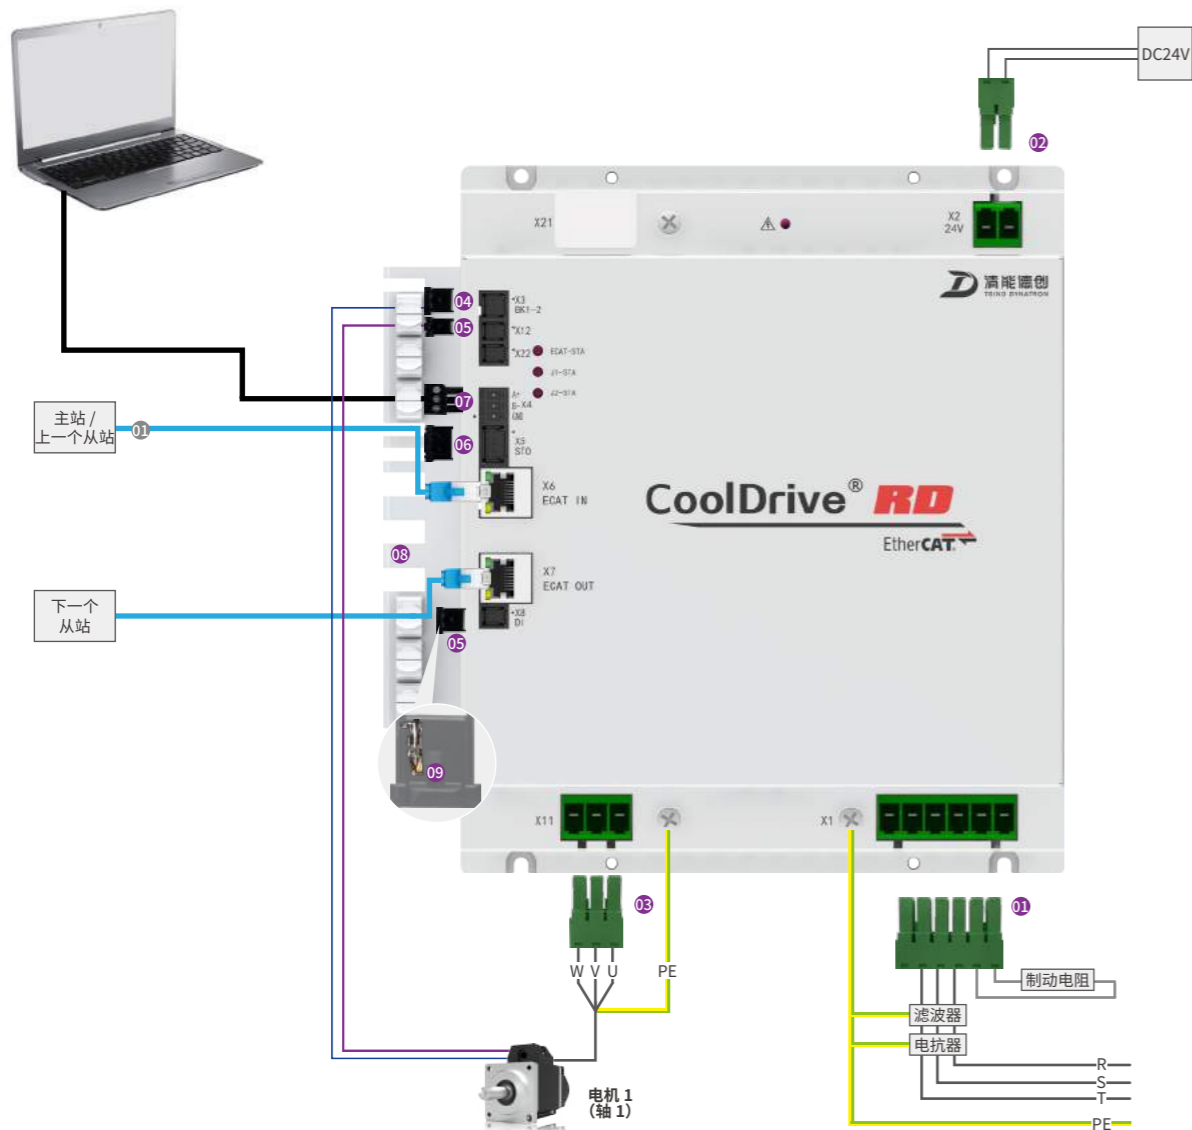 DC24V
02
X21
X2
24V
清能德创
TSINO DYNATRON
04
X3
BK1-2
05
X12
X22
ECAT-STA
J1-STA
J2-STA
07
A+
B-
X4
主站 /
上一个从站
01
06
X5
STO
X6
ECAT IN
CoolDrive® RD
EtherCAT
08
X7
ECAT OUT
下一个
从站
X8
DI
05
09
X11
X1
03
01
W V U
PE
制动电阻
滤波器
电抗器
R
S
T
PE
电机 1
(轴 1)